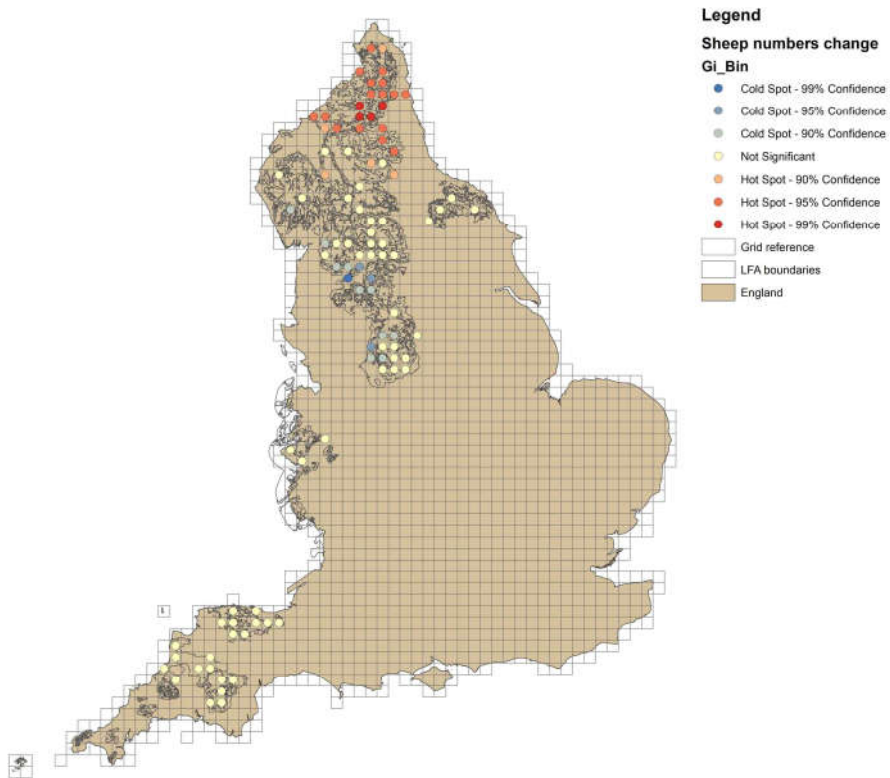 Legend
Sheep numbers change
Gi_Bin
Cold Spot - 99% Confidence
Cold Spot - 95% Confidence
Cold Spot - 90% Confidence
Not Significant
Hot Spot - 90% Confidence
Hot Spot - 95% Confidence
Hot Spot - 99% Confidence
Grid reference
LFA boundaries
England